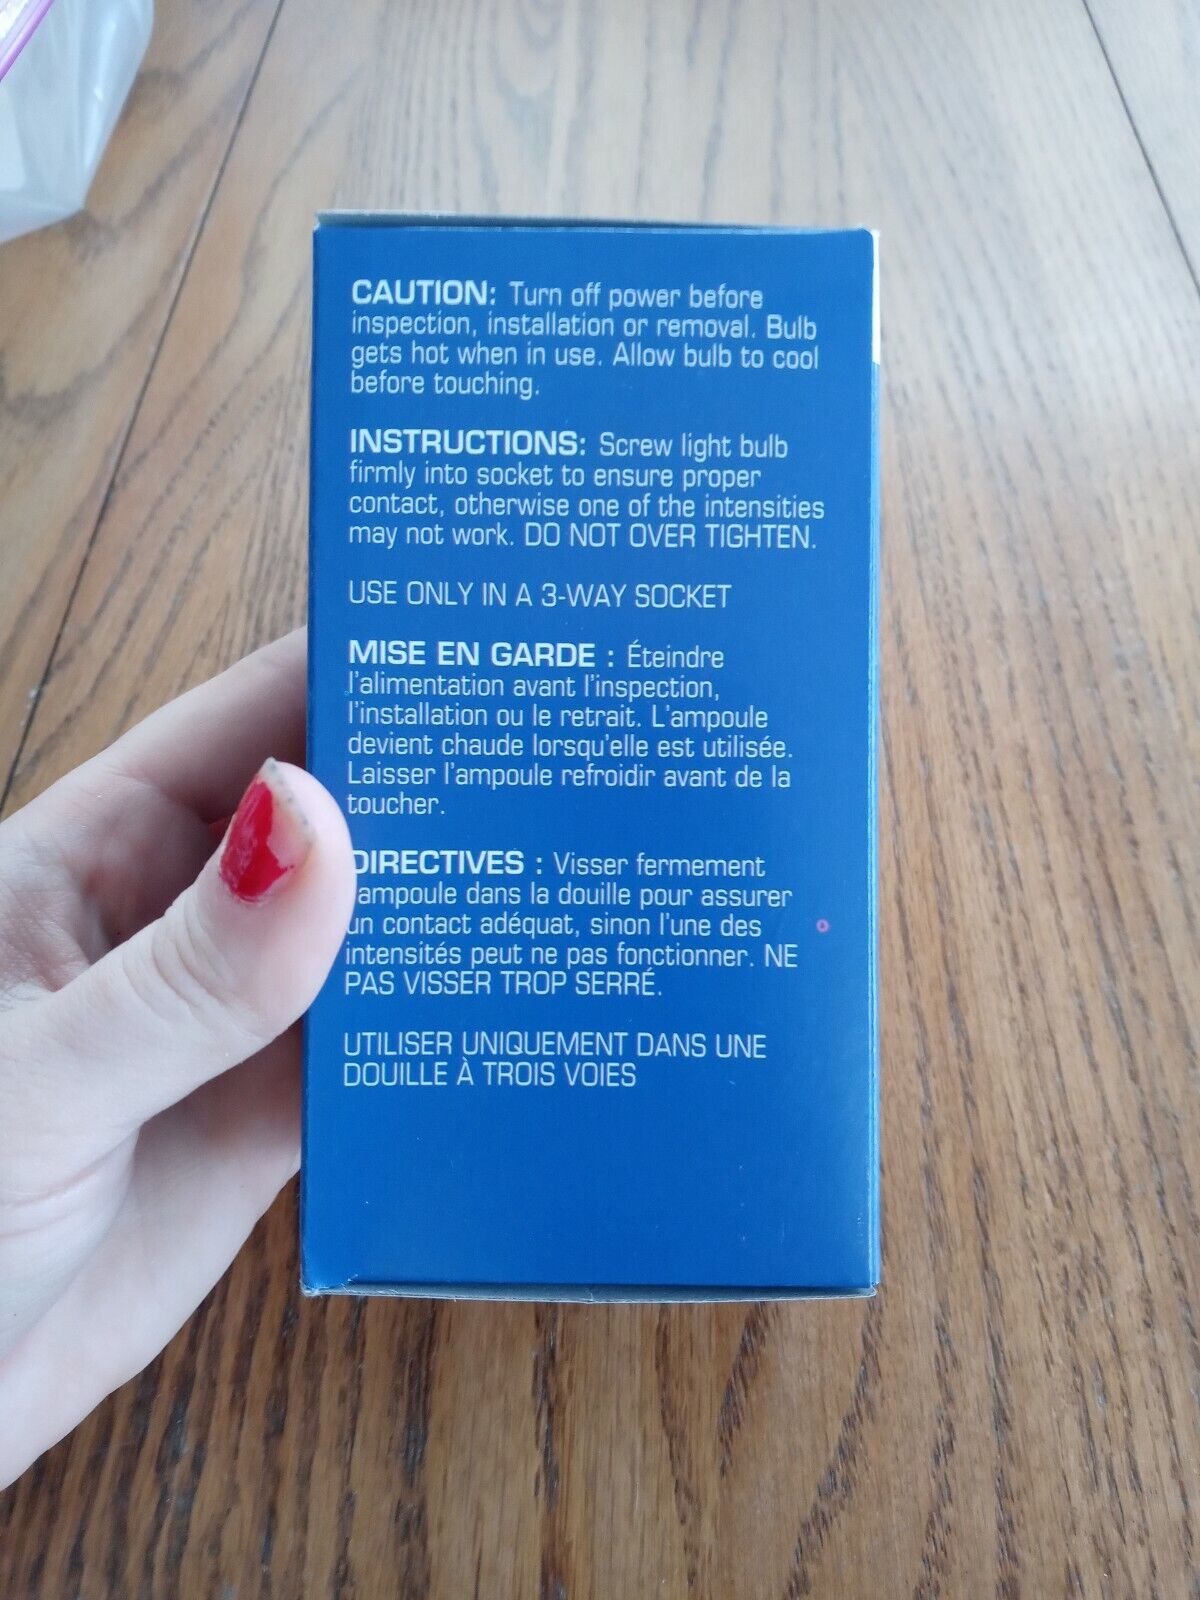 CAUTION: Turn off power before
inspection, installation or removal. Bulb
gets hot when in use. Allow bulb to cool
before touching.
INSTRUCTIONS: Screw light bulb
firmly into socket to ensure proper
contact, otherwise one of the intensities
may not work. DO NOT OVER TIGHTEN.
USE ONLY IN A 3-WAY SOCKET
MISE EN GARDE : Éteindre
l'alimentation avant l'inspection,
l'installation ou le retrait. L'ampoule
devient chaude lorsqu'elle est utilisée.
Laisser l'ampoule refroidir avant de la
toucher.
DIRECTIVES : Visser fermement
ampoule dans la douille pour assurer
un contact adéquat, sinon l'une des
intensités peut ne pas fonctionner. NE
PAS VISSER TROP SERRÉ.
UTILISER UNIQUEMENT DANS UNE
DOUILLE À TROIS VOIES